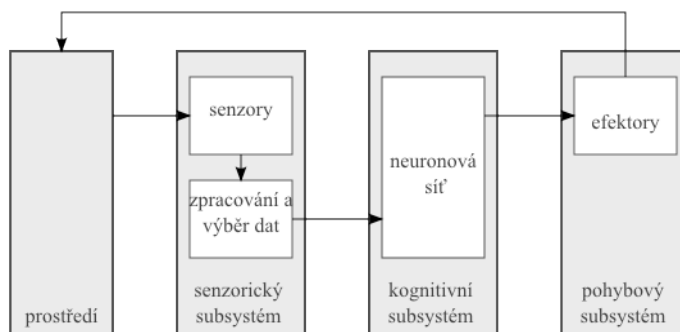 senzory
zpracování a
výběr dat
neuronová
síť
efektory
prostředí
senzorický
subsystém
kognitivní
subsystém
pohybový
subsystém